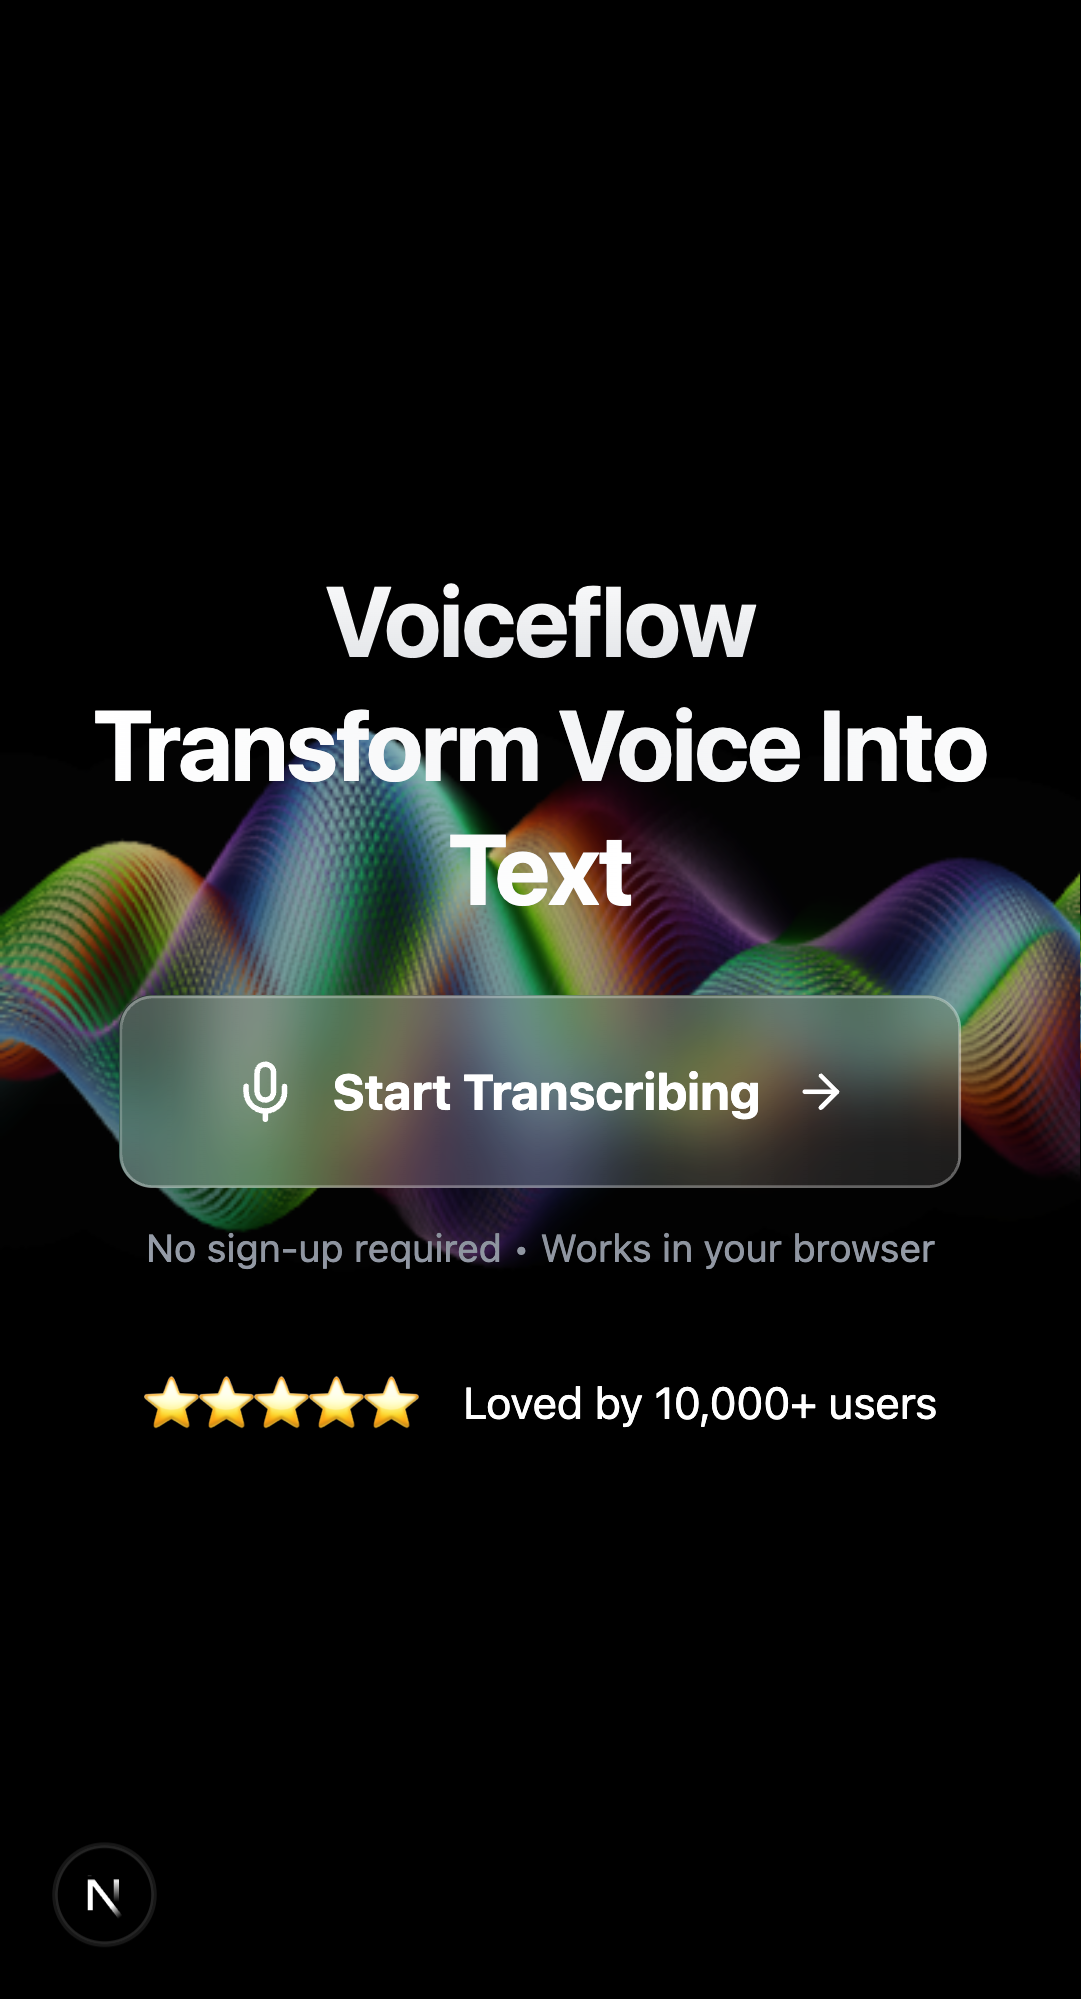 Voiceflow
Transform Voice Into
Text
Start Transcribing →
No sign-up required • Works in your browser
⭐⭐⭐⭐⭐ Loved by 10,000+ users
N